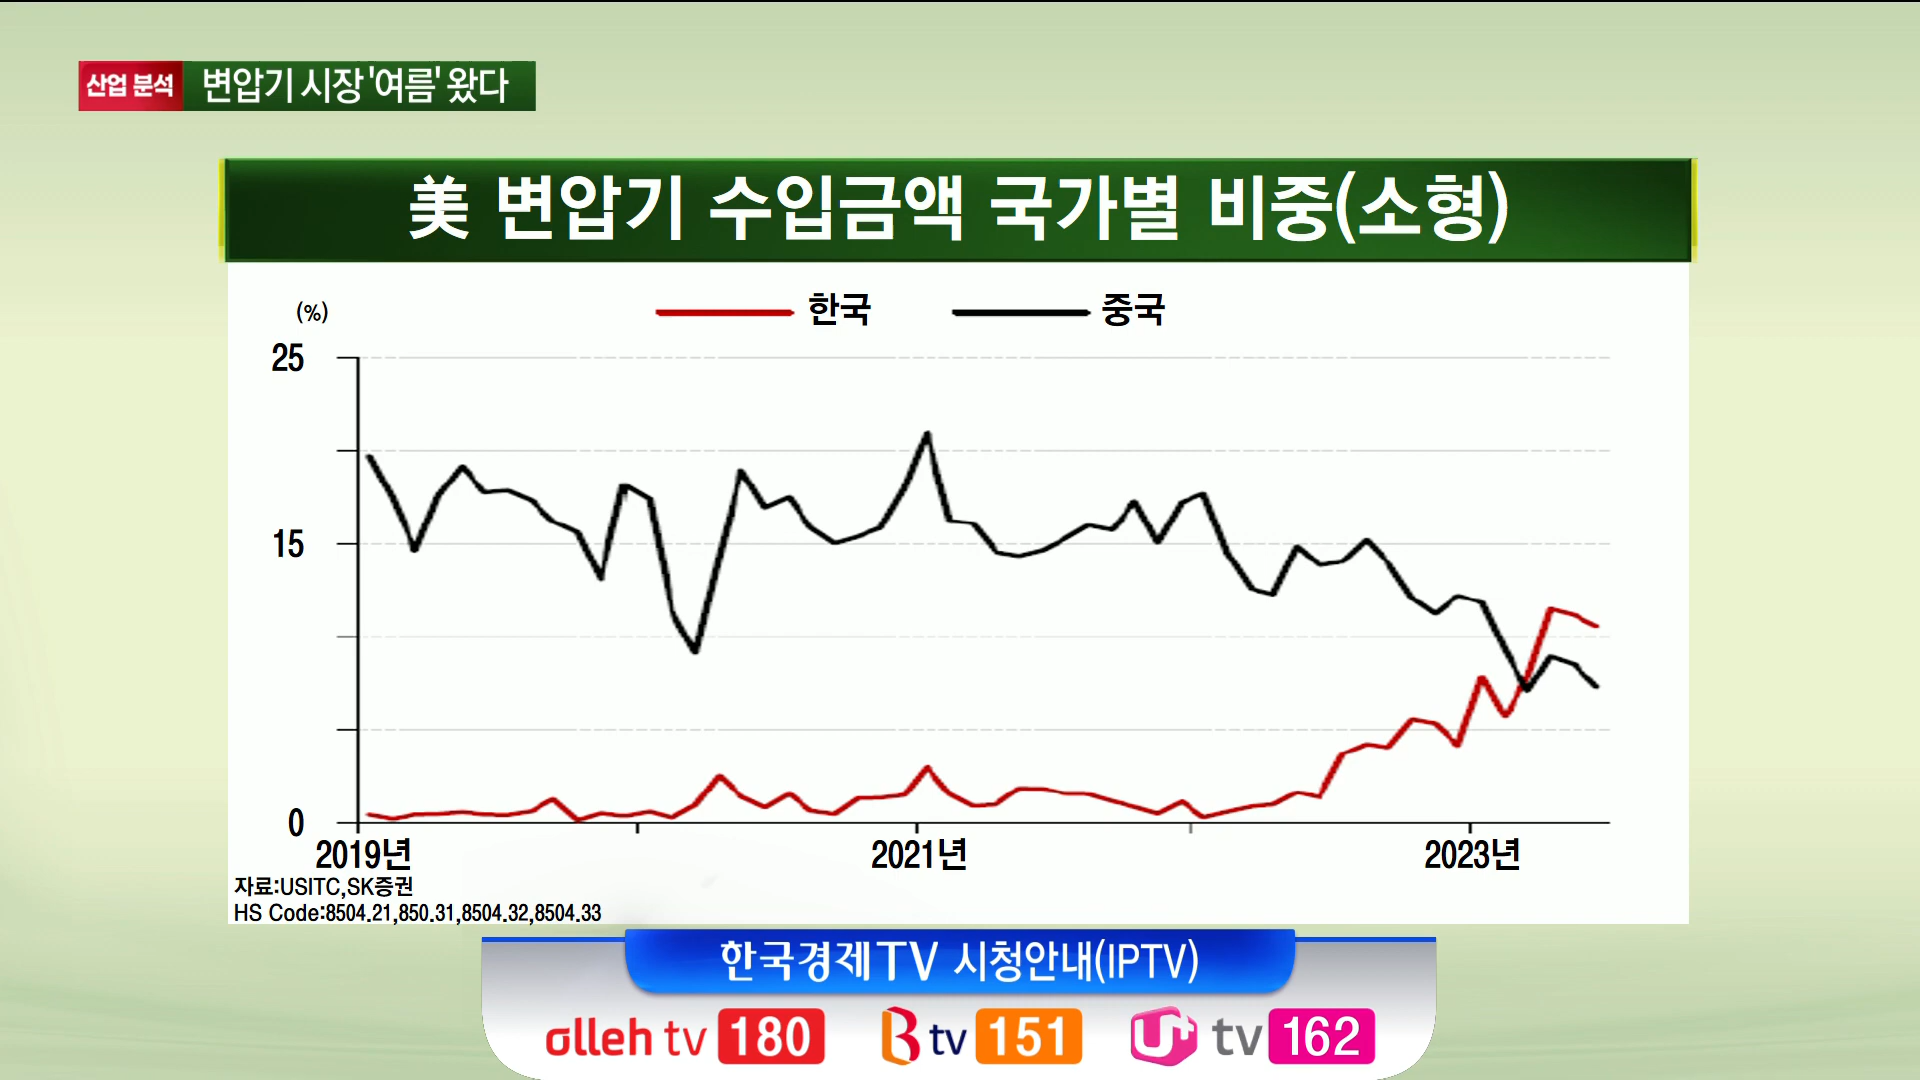 산업 분석 변압기 시장 '여름' 왔다
美 변압기 수입금액 국가별 비중(소형)
(%)
한국 중국
25
15
0
2019년 2021년 2023년
자료:USITC,SK증권
HS Code:8504.21,850.31,8504.32,8504.33
한국경제TV 시청안내(IPTV)
olleh tv 180 B tv 151 U+ tv 162